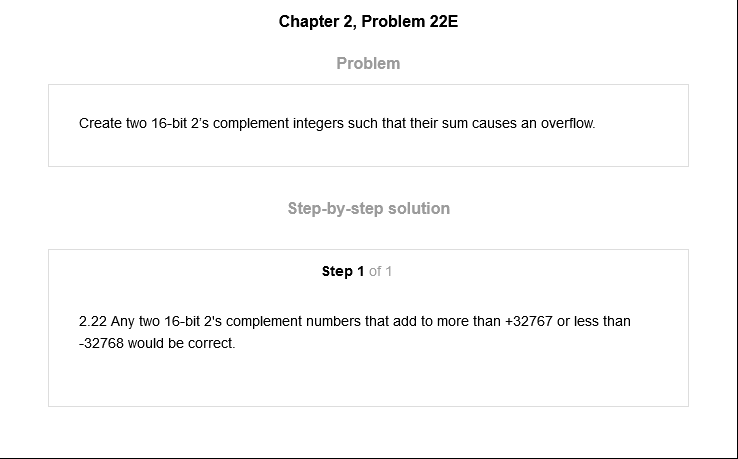 Chapter 2, Problem 22E
Problem
Create two 16-bit 2’s complement integers such that their sum causes an overflow.
Step-by-step solution
Step 1 of 1
2.22 Any two 16-bit 2's complement numbers that add to more than +32767 or less than
-32768 would be correct.